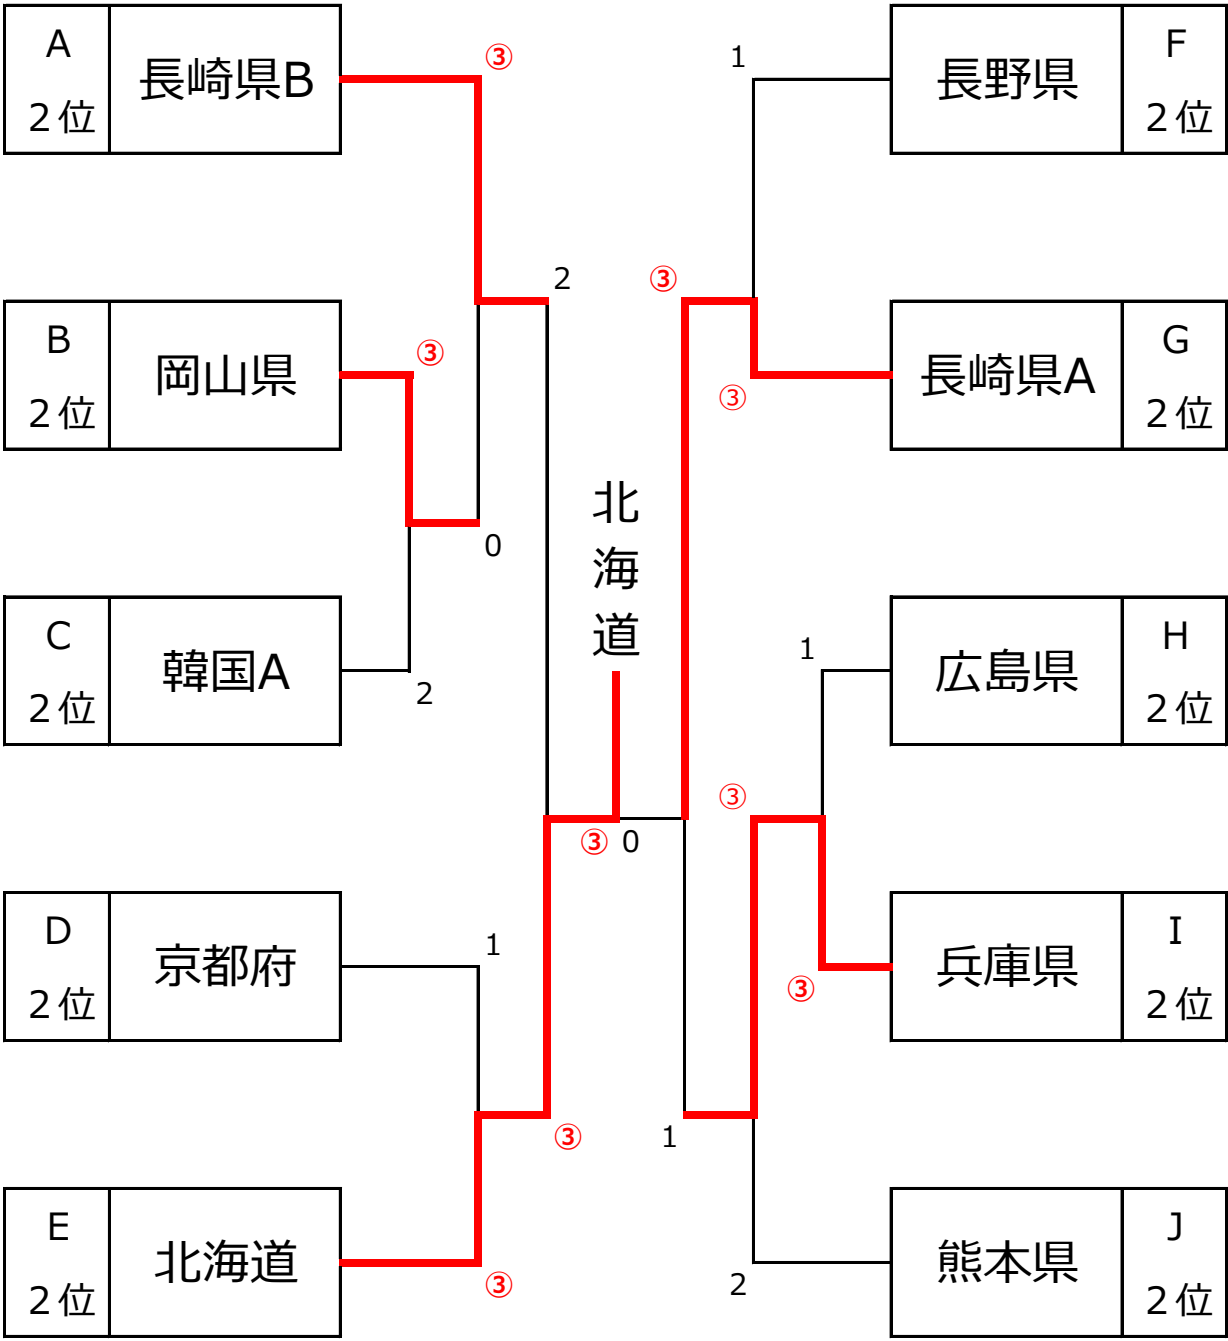 A
２位
長崎県B
③
B
２位
岡山県
③
2
0
C
２位
韓国A
2
D
２位
京都府
1
E
２位
北海道
③
③
北
海
道
③ 0
1
長野県
F
２位
③
③
長崎県A
G
２位
1
広島県
H
２位
③
③
兵庫県
I
２位
1
2
熊本県
J
２位